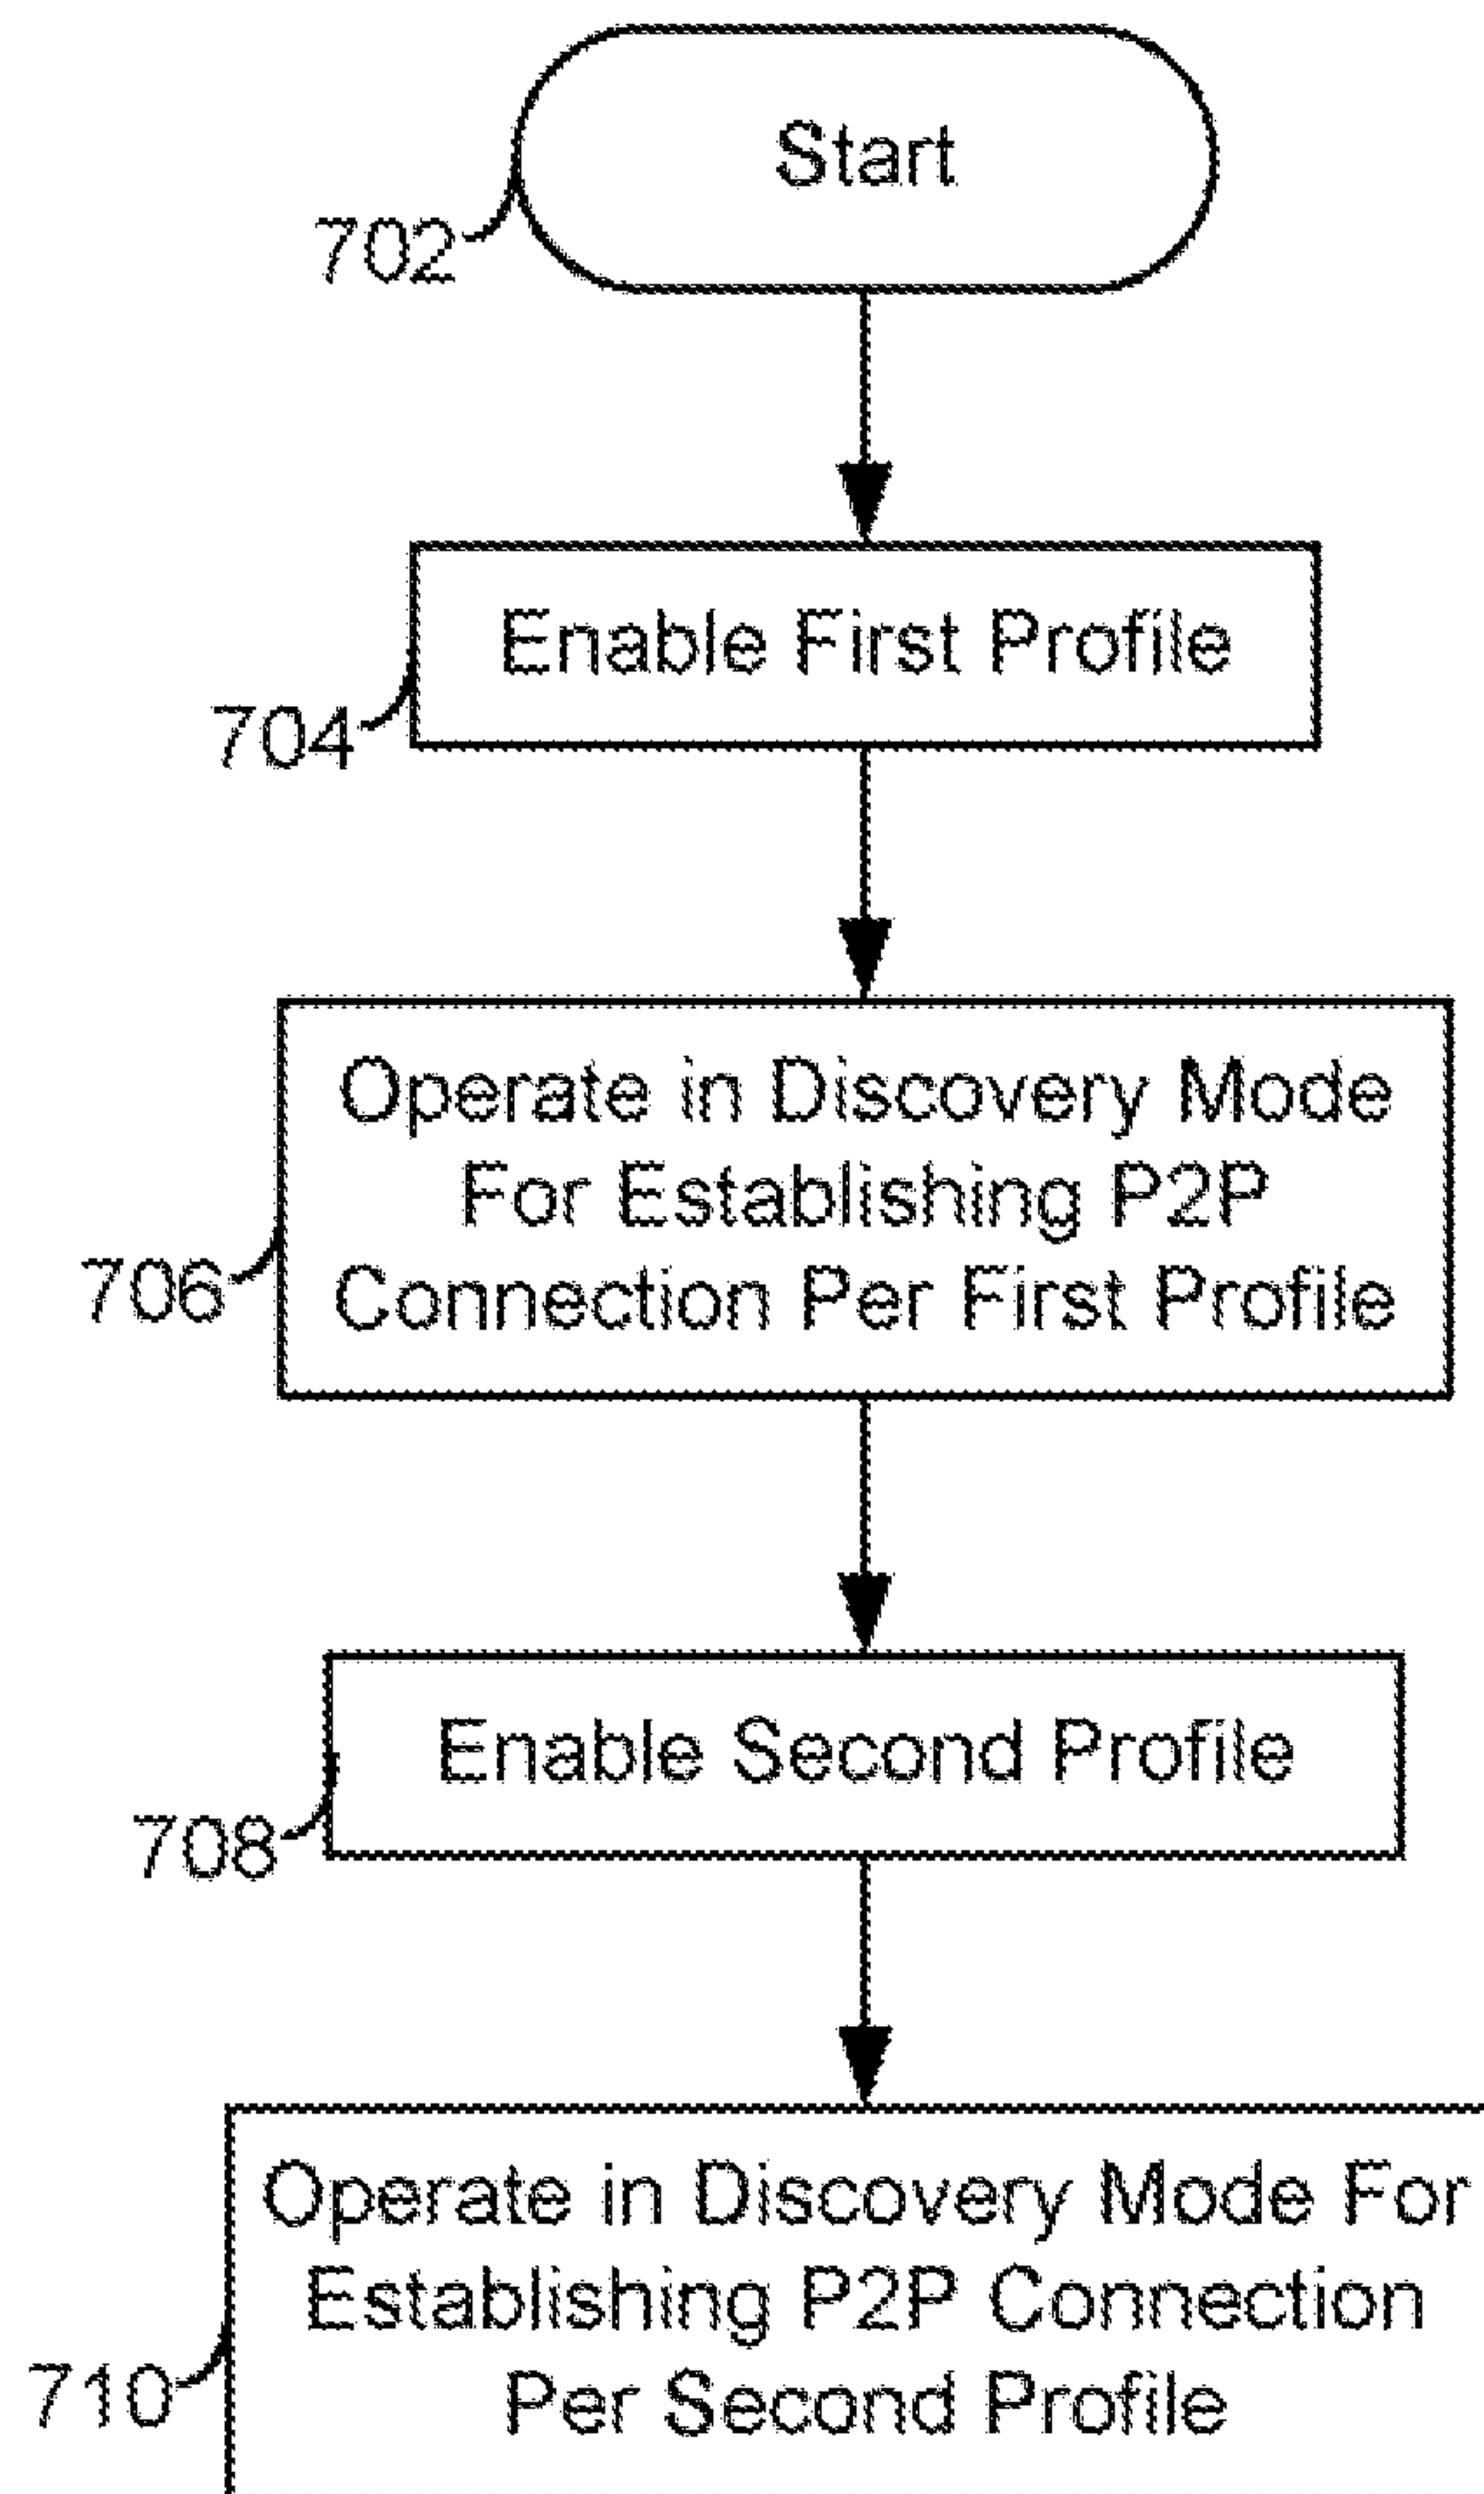 Start
702
Enable First Profile
704
Operate in Discovery Mode
For Establishing P2P
Connection Per First Profile
706
Enable Second Profile
708
Operate in Discovery Mode For
Establishing P2P Connection
Per Second Profile
710